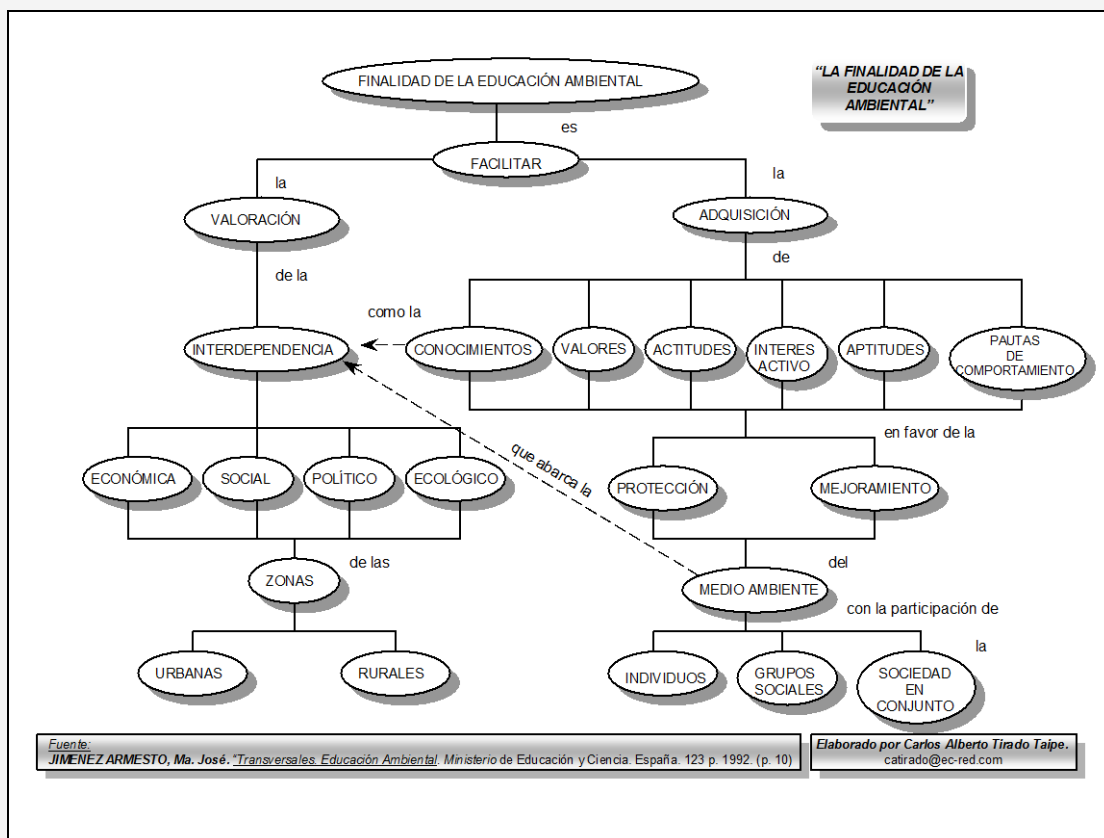 FINALIDAD DE LA EDUCACIÓN AMBIENTAL
"LA FINALIDAD DE LA
EDUCACIÓN
AMBIENTAL"
es
FACILITAR
la
la
VALORACIÓN
ADQUISICIÓN
de la
de
como la
INTERDEPENDENCIA
CONOCIMIENTOS
VALORES
ACTITUDES
INTERES
ACTIVO
APTITUDES
PAUTAS
DE
COMPORTAMIENTO
en favor de la
que abarca la
ECONÓMICA
SOCIAL
POLÍTICO
ECOLÓGICO
PROTECCIÓN
MEJORAMIENTO
de las
del
ZONAS
MEDIO AMBIENTE
con la participación de
la
URBANAS
RURALES
INDIVIDUOS
GRUPOS
SOCIALES
SOCIEDAD
EN
CONJUNTO
Fuente:
JIMENEZ ARMESTO, Ma. José. "Transversales. Educación Ambiental. Ministerio de Educación y Ciencia. España. 123 p. 1992. (p. 10)
Elaborado por Carlos Alberto Tirado Taipe.
catirado@ec-red.com